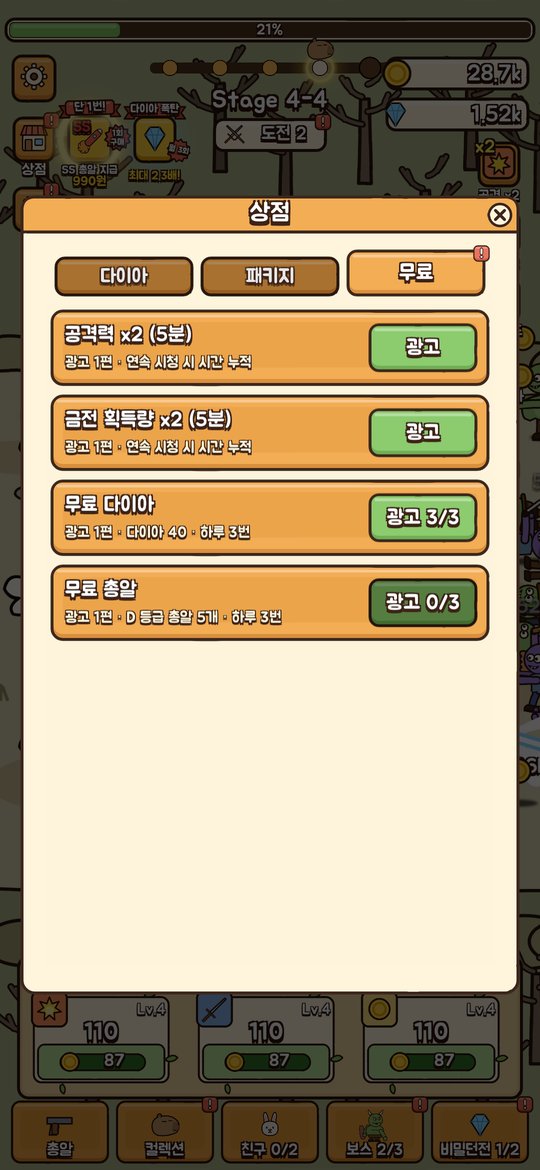 21%
28.7k
Stage 4-4
1.52k
단 1번!
다이아 폭탄
SS
1회
구매
도전 2
x2
상점
SS총알지급
990원
최대 2.3배!
공격 x2
상점
다이아
패키지
무료
공격력 x2 (5분)
광고 1편 · 연속 시청 시 시간 누적
광고
금전 획득량 x2 (5분)
광고 1편 · 연속 시청 시 시간 누적
광고
무료 다이아
광고 1편 · 다이아 40 · 하루 3번
광고 3/3
무료 총알
광고 1편 · D 등급 총알 5개 · 하루 3번
광고 0/3
Lv.4
Lv.4
Lv.4
110
110
110
87
87
87
총알
컬렉션
친구 0/2
보스 2/3
비밀던전 1/2